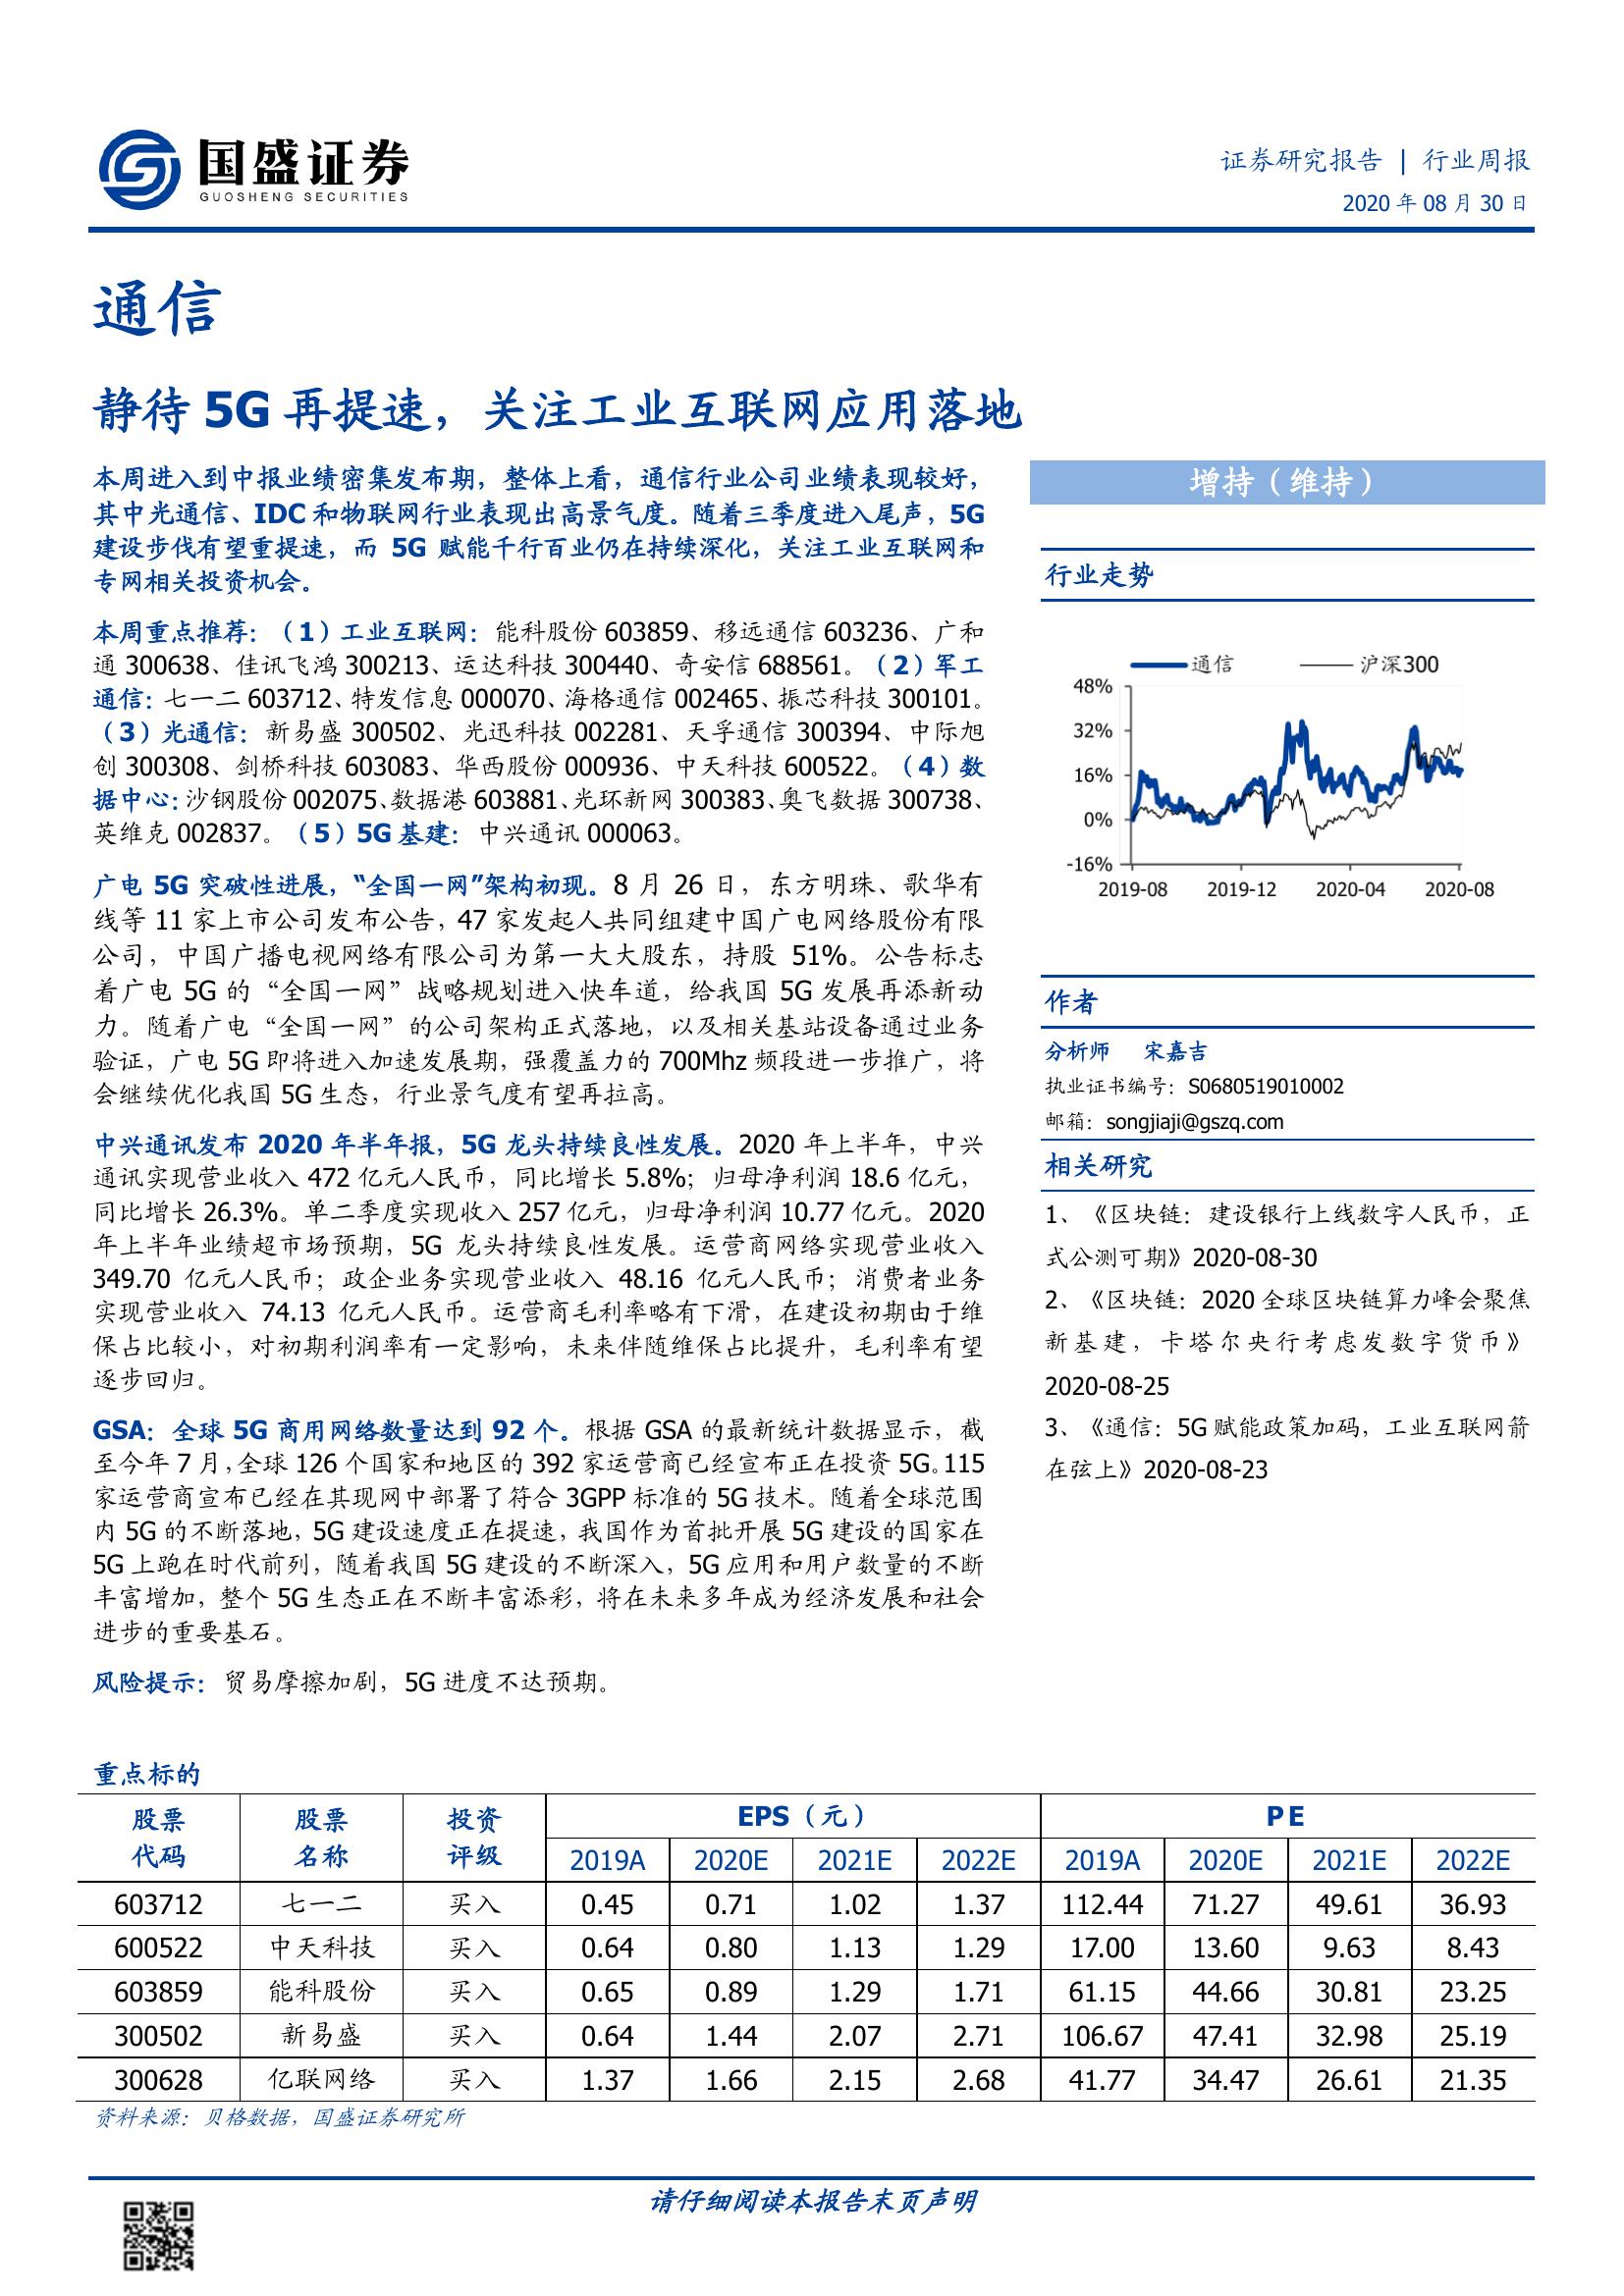 国盛证券
GUOSHENG SECURITIES
证券研究报告 | 行业周报
2020 年 08 月 30 日
通信
静待 5G 再提速，关注工业互联网应用落地
本周进入到中报业绩密集发布期，整体上看，通信行业公司业绩表现较好，
其中光通信、IDC 和物联网行业表现出高景气度。随着三季度进入尾声，5G
建设步伐有望重提速，而 5G 赋能千行百业仍在持续深化，关注工业互联网和
专网相关投资机会。
本周重点推荐：（1）工业互联网：能科股份 603859、移远通信 603236、广和
通 300638、佳讯飞鸿 300213、运达科技 300440、奇安信 688561。（2）军工
通信：七一二 603712、特发信息 000070、海格通信 002465、振芯科技 300101。
（3）光通信：新易盛 300502、光迅科技 002281、天孚通信 300394、中际旭
创 300308、剑桥科技 603083、华西股份 000936、中天科技 600522。（4）数
据中心：沙钢股份 002075、数据港 603881、光环新网 300383、奥飞数据 300738、
英维克 002837。（5）5G 基建：中兴通讯 000063。
广电 5G 突破性进展，“全国一网”架构初现。8 月 26 日，东方明珠、歌华有
线等 11 家上市公司发布公告，47 家发起人共同组建中国广电网络股份有限
公司，中国广播电视网络有限公司为第一大大股东，持股 51%。公告标志
着广电 5G 的“全国一网”战略规划进入快车道，给我国 5G 发展再添新动
力。随着广电“全国一网”的公司架构正式落地，以及相关基站设备通过业务
验证，广电 5G 即将进入加速发展期，强覆盖力的 700Mhz 频段进一步推广，将
会继续优化我国 5G 生态，行业景气度有望再拉高。
中兴通讯发布 2020 年半年报，5G 龙头持续良性发展。2020 年上半年，中兴
通讯实现营业收入 472 亿元人民币，同比增长 5.8%；归母净利润 18.6 亿元，
同比增长 26.3%。单二季度实现收入 257 亿元，归母净利润 10.77 亿元。2020
年上半年业绩超市场预期，5G 龙头持续良性发展。运营商网络实现营业收入
349.70 亿元人民币；政企业务实现营业收入 48.16 亿元人民币；消费者业务
实现营业收入 74.13 亿元人民币。运营商毛利率略有下滑，在建设初期由于维
保占比较小，对初期利润率有一定影响，未来伴随维保占比提升，毛利率有望
逐步回归。
GSA：全球 5G 商用网络数量达到 92 个。根据 GSA 的最新统计数据显示，截
至今年 7 月，全球 126 个国家和地区的 392 家运营商已经宣布正在投资 5G。115
家运营商宣布已经在其现网中部署了符合 3GPP 标准的 5G 技术。随着全球范围
内 5G 的不断落地，5G 建设速度正在提速，我国作为首批开展 5G 建设的国家在
5G 上跑在时代前列，随着我国 5G 建设的不断深入，5G 应用和用户数量的不断
丰富增加，整个 5G 生态正在不断丰富添彩，将在未来多年成为经济发展和社会
进步的重要基石。
风险提示：贸易摩擦加剧，5G 进度不达预期。
增持（维持）
行业走势
通信 沪深300
48%
32%
16%
0%
-16%
2019-08 2019-12 2020-04 2020-08
作者
分析师 宋嘉吉
执业证书编号：S0680519010002
邮箱：songjiaji@gszq.com
相关研究
1、《区块链：建设银行上线数字人民币，正
式公测可期》2020-08-30
2、《区块链：2020 全球区块链算力峰会聚焦
新基建，卡塔尔央行考虑发数字货币》
2020-08-25
3、《通信：5G 赋能政策加码，工业互联网箭
在弦上》2020-08-23
重点标的
股票 股票 投资 EPS（元） PE
代码 名称 评级 2019A 2020E 2021E 2022E 2019A 2020E 2021E 2022E
603712 七一二 买入 0.45 0.71 1.02 1.37 112.44 71.27 49.61 36.93
600522 中天科技 买入 0.64 0.80 1.13 1.29 17.00 13.60 9.63 8.43
603859 能科股份 买入 0.65 0.89 1.29 1.71 61.15 44.66 30.81 23.25
300502 新易盛 买入 0.64 1.44 2.07 2.71 106.67 47.41 32.98 25.19
300628 亿联网络 买入 1.37 1.66 2.15 2.68 41.77 34.47 26.61 21.35
资料来源：贝格数据，国盛证券研究所
请仔细阅读本报告末页声明